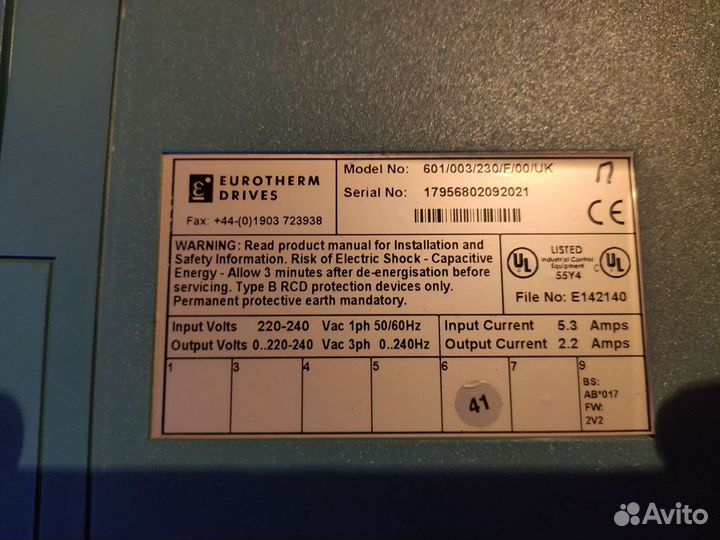 EUROTHERM
DRIVES
Fax: +44-(0)1903 723938
Model No: 601/003/230/F/00/UK
Serial No: 17956802092021
П
CE
WARNING: Read product manual for Installation and
Safety Information. Risk of Electric Shock - Capacitive
Energy - Allow 3 minutes after de-energisation before
servicing. Type B RCD protection devices only.
Permanent protective earth mandatory.
UL
LISTED
Industrial Control
Equipment
55Y4
C UL
File No: E142140
Input Volts 220-240 Vac 1ph 50/60Hz
Output Volts 0..220-240 Vac 3ph 0..240Hz
Input Current 5.3 Amps
Output Current 2.2 Amps
1 3 4 5 6 7 9
41
BS:
AB*017
FW:
2V2
Avito